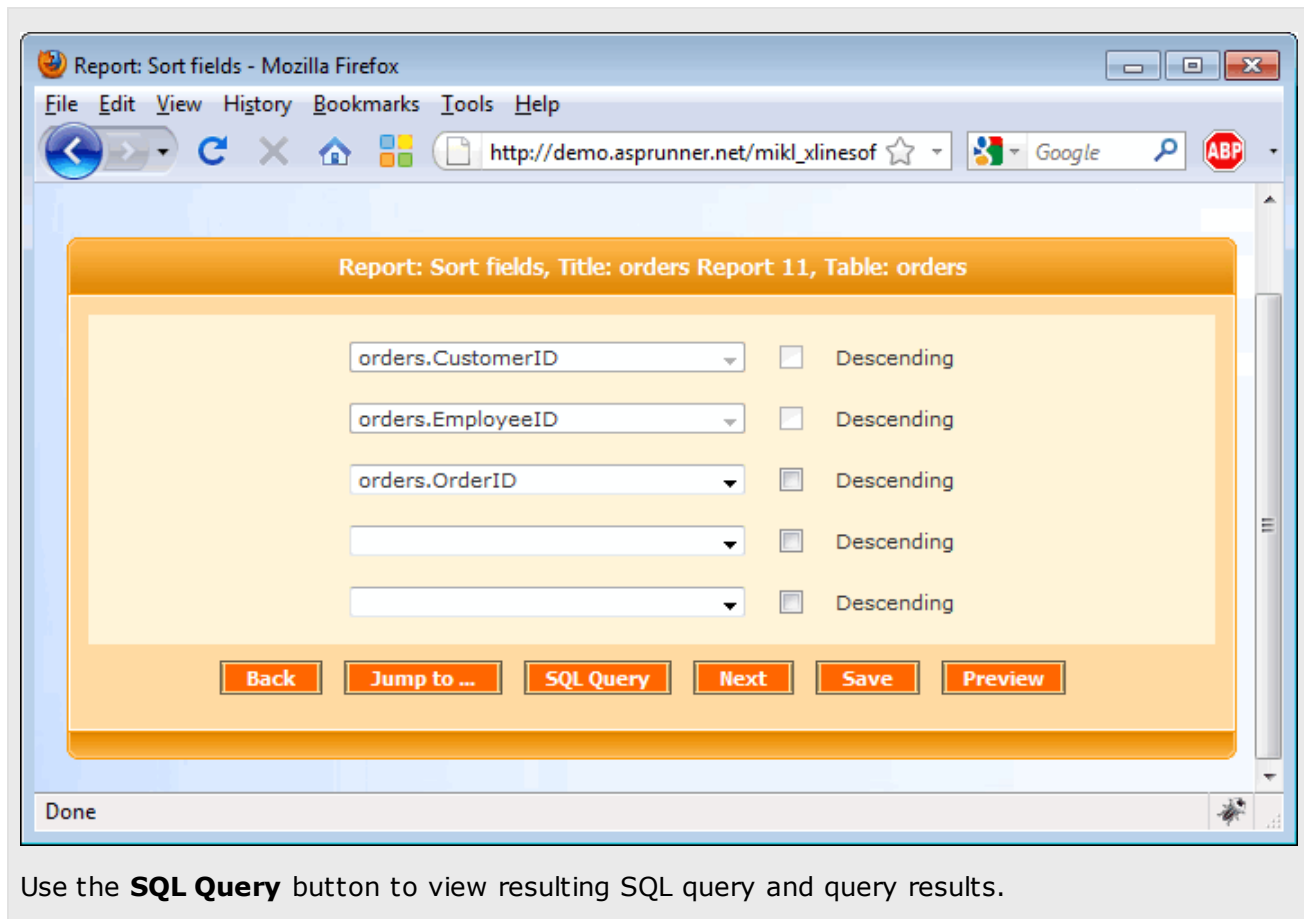 Report: Sort fields - Mozilla Firefox
File Edit View History Bookmarks Tools Help
http://demo.asprunner.net/mikl_xlinesof
Google
ABP
Report: Sort fields, Title: orders Report 11, Table: orders
orders.CustomerID Descending
orders.EmployeeID Descending
orders.OrderID Descending
Descending
Descending
Back Jump to ... SQL Query Next Save Preview
Done
Use the SQL Query button to view resulting SQL query and query results.